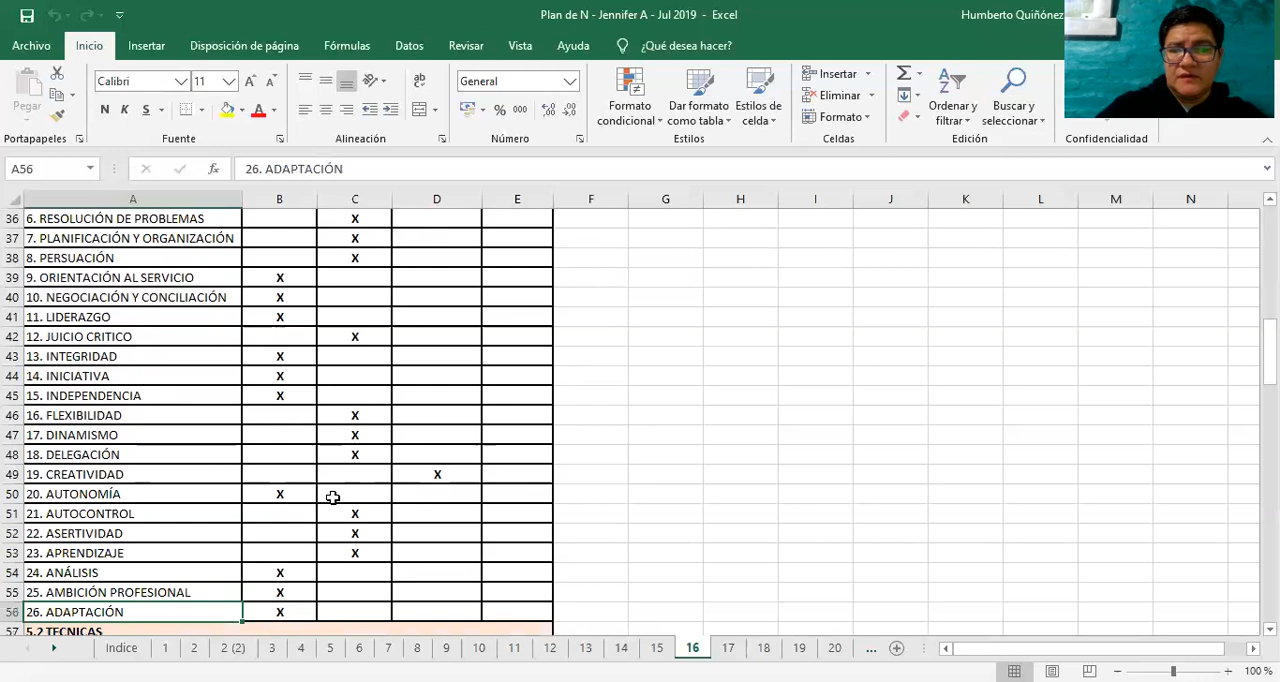 Plan de N - Jennifer A - Jul 2019 - Excel
Humberto Quiñónez
Archivo Inicio Insertar Disposición de página Fórmulas Datos Revisar Vista Ayuda ¿Qué desea hacer?
Calibri 11 General
Pegar
N K S
% 000
Formato condicional
Dar formato como tabla
Estilos de celda
Insertar
Eliminar
Formato
Ordenar y filtrar
Buscar y seleccionar
Portapapeles Fuente Alineación Número Estilos Celdas Edición Confidencialidad
A56 fx 26. ADAPTACIÓN
A B C D E F G H I J K L M N
36 6. RESOLUCIÓN DE PROBLEMAS X
37 7. PLANIFICACIÓN Y ORGANIZACIÓN X
38 8. PERSUACIÓN X
39 9. ORIENTACIÓN AL SERVICIO X
40 10. NEGOCIACIÓN Y CONCILIACIÓN X
41 11. LIDERAZGO X
42 12. JUICIO CRITICO X
43 13. INTEGRIDAD X
44 14. INICIATIVA X
45 15. INDEPENDENCIA X
46 16. FLEXIBILIDAD X
47 17. DINAMISMO X
48 18. DELEGACIÓN X
49 19. CREATIVIDAD X
50 20. AUTONOMÍA X
51 21. AUTOCONTROL X
52 22. ASERTIVIDAD X
53 23. APRENDIZAJE X
54 24. ANÁLISIS X
55 25. AMBICIÓN PROFESIONAL X
56 26. ADAPTACIÓN X
57 5.2 TECNICAS
Indice 1 2 2 (2) 3 4 5 6 7 8 9 10 11 12 13 14 15 16 17 18 19 20 ...
100 %